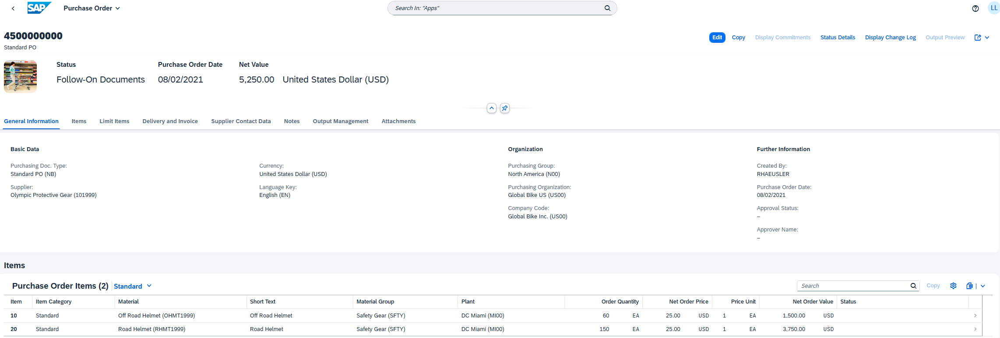 SAP Purchase Order Search In: "Apps" LL
4500000000
Edit Copy Display Commitments Status Details Display Change Log Output Preview
Standard PO
Status Purchase Order Date Net Value
Follow-On Documents 08/02/2021 5,250.00 United States Dollar (USD)
General Information Items Limit Items Delivery and Invoice Supplier Contact Data Notes Output Management Attachments
Basic Data Organization Further Information
Purchasing Doc. Type: Currency: Purchasing Group: Created By:
Standard PO (NB) United States Dollar (USD) North America (N00) RHAEUSLER
Supplier: Language Key: Purchasing Organization: Purchase Order Date:
Olympic Protective Gear (101999) English (EN) Global Bike US (US00) 08/02/2021
Company Code: Approval Status:
Global Bike Inc. (US00) –
Approver Name:
–
Items
Purchase Order Items (2) Standard Search Copy
Item Item Category Material Short Text Material Group Plant Order Quantity Net Order Price Price Unit Net Order Value Status
10 Standard Off Road Helmet (OHMT1999) Off Road Helmet Safety Gear (SFTY) DC Miami (MI00) 60 EA 25.00 USD 1 EA 1,500.00 USD
20 Standard Road Helmet (RHMT1999) Road Helmet Safety Gear (SFTY) DC Miami (MI00) 150 EA 25.00 USD 1 EA 3,750.00 USD